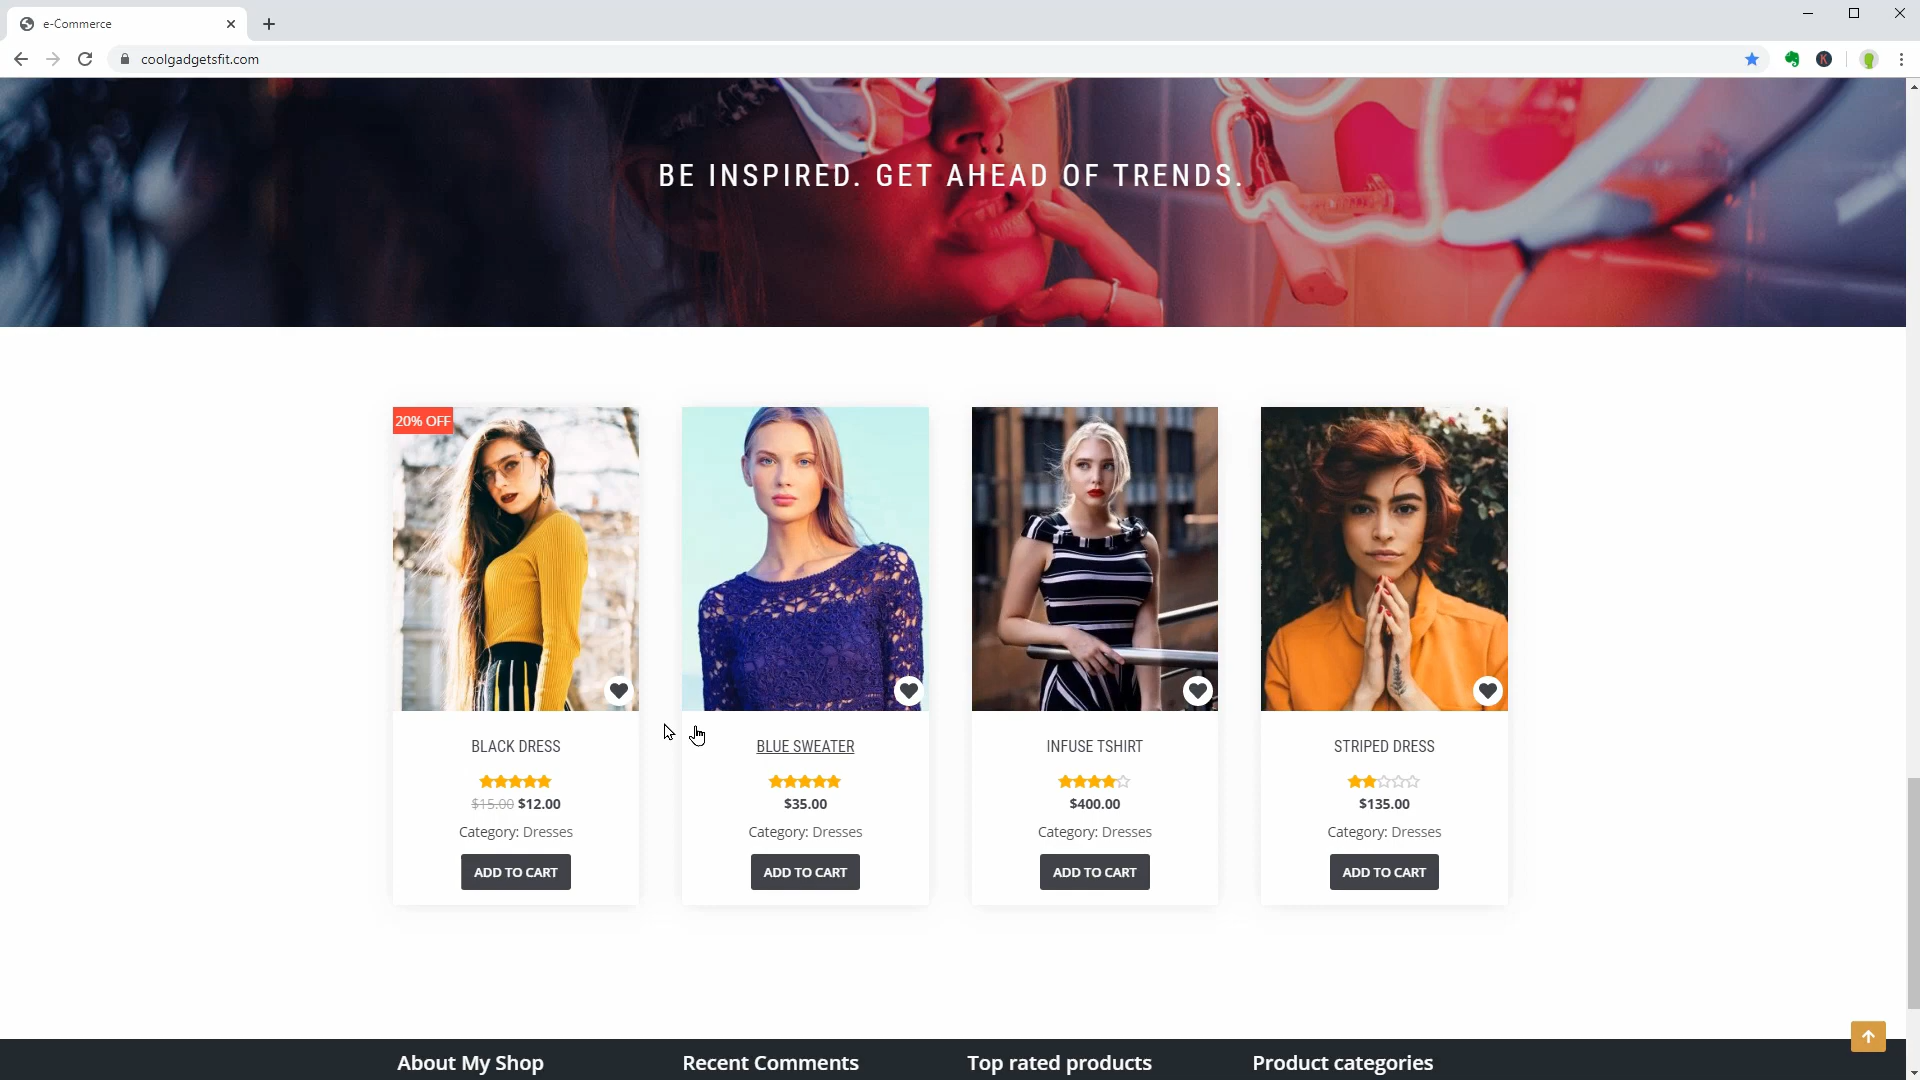 e-Commerce
coolgadgetsfit.com
K
BE INSPIRED. GET AHEAD OF TRENDS.
20% OFF
BLACK DRESS
$15.00 $12.00
Category: Dresses
ADD TO CART
BLUE SWEATER
$35.00
Category: Dresses
ADD TO CART
INFUSE TSHIRT
$400.00
Category: Dresses
ADD TO CART
STRIPED DRESS
$135.00
Category: Dresses
ADD TO CART
About My Shop
Recent Comments
Top rated products
Product categories